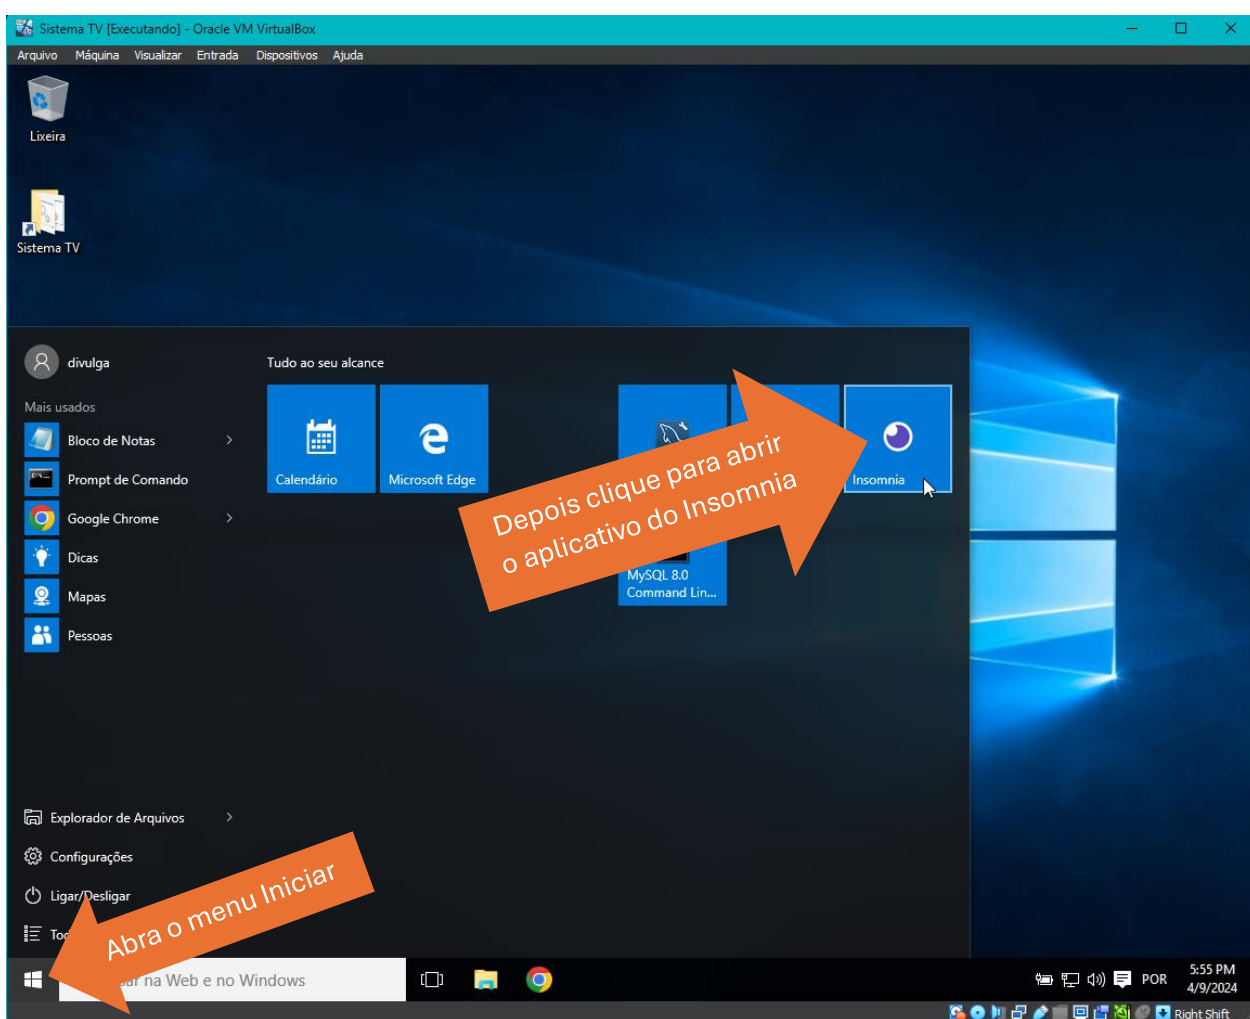 Sistema TV [Executando] - Oracle VM VirtualBox
Arquivo Máquina Visualizar Entrada Dispositivos Ajuda
Lixeira
Sistema TV
divulga
Tudo ao seu alcance
Mais usados
Bloco de Notas
Prompt de Comando
Google Chrome
Dicas
Mapas
Pessoas
Calendário
Microsoft Edge
Insomnia
Depois clique para abrir
o aplicativo do Insomnia
MySQL 8.0
Command Lin...
Explorador de Arquivos
Configurações
Ligar/Desligar
Abra o menu Iniciar
na Web e no Windows
POR
5:55 PM
4/9/2024
Right Shift